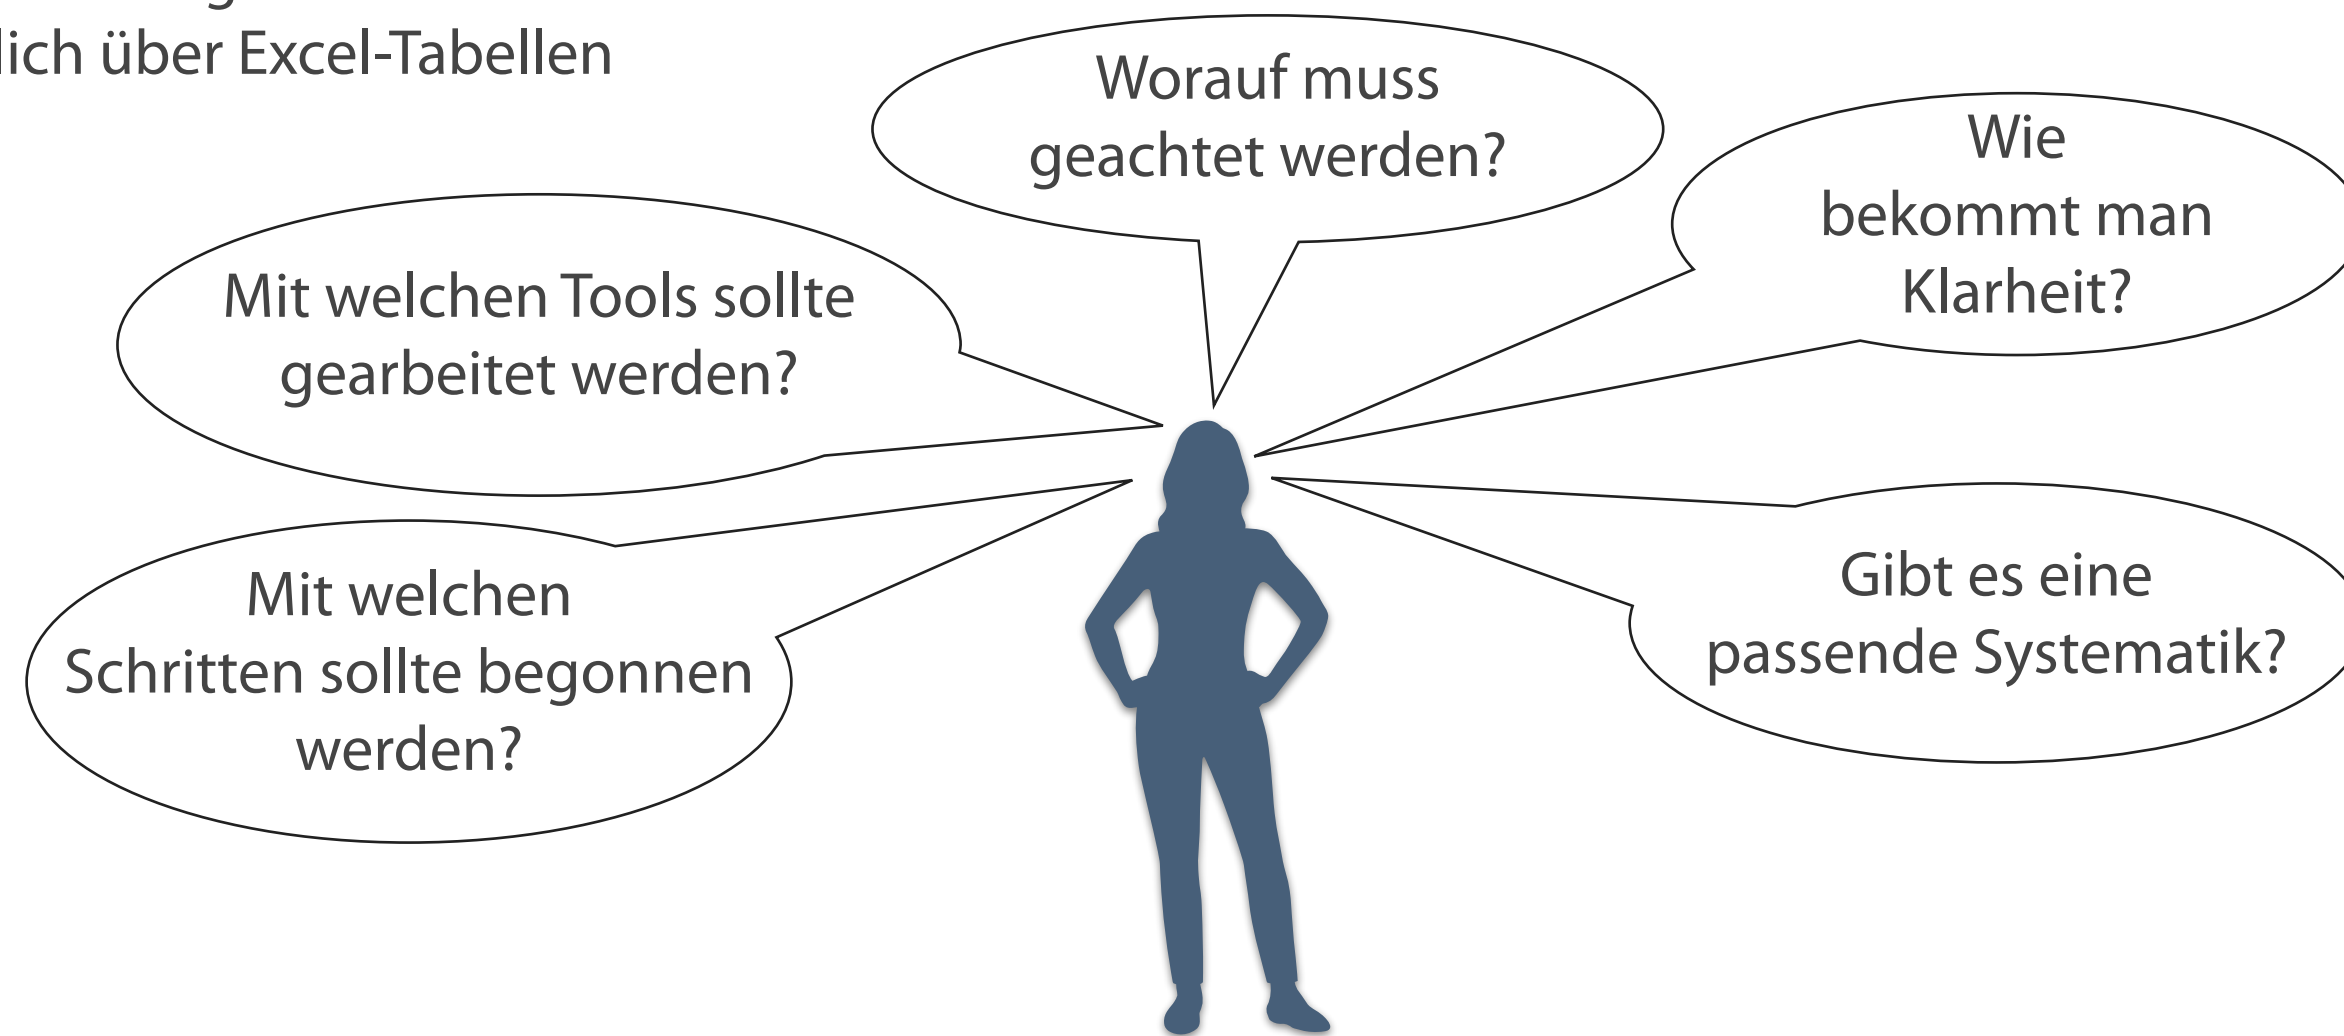 über Excel-Tabellen
Worauf muss
geachtet werden?
Wie
bekommt man
Klarheit?
Mit welchen Tools sollte
gearbeitet werden?
Mit welchen
Schritten sollte begonnen
werden?
Gibt es eine
passende Systematik?